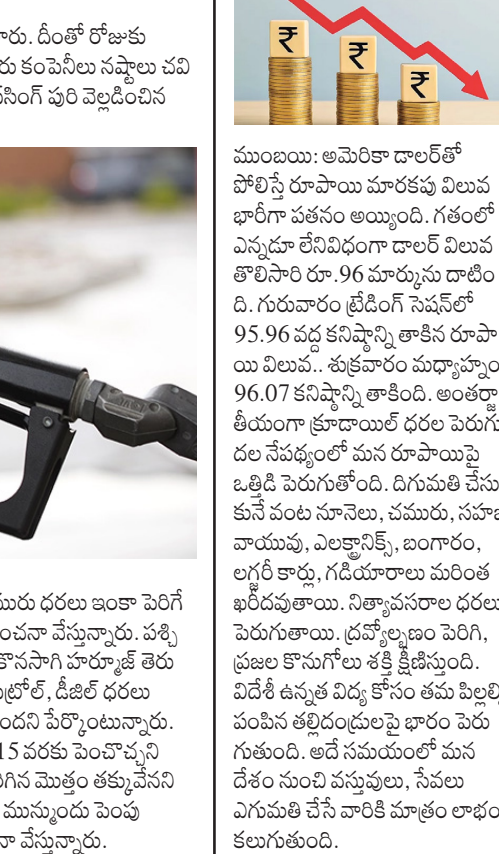 రు. దీంతో రోజుకు
రు కంపెనీలు నష్టాలు చవి
సింగ్ పురి వెల్లడించిన
ధరలు ఇంకా పెరిగే
వేస్తున్నారు. పశ్చి
కొనసాగి హర్మూజ్ తెరు
డీజిల్ ధరలు
పేర్కొంటున్నారు.
15 వరకు పెంచొచ్చని
మొత్తం తక్కువేనని
మున్ముందు పెంపు
వేస్తున్నారు.
₹
₹
₹
ముంబయి: అమెరికా డాలర్‌తో
పోలిస్తే రూపాయి మారకపు విలువ
భారీగా పతనం అయ్యింది. గతంలో
ఎన్నడూ లేనివిధంగా డాలర్ విలువ
తొలిసారి రూ.96 మార్కును దాటిం
ది. గురువారం ట్రేడింగ్ సెషన్‌లో
95.96 వద్ద కనిష్ఠాన్ని తాకిన రూపా
యి విలువ.. శుక్రవారం మధ్యాహ్నం
96.07 కనిష్ఠాన్ని తాకింది. అంతర్జా
తీయంగా క్రూడాయిల్ ధరల పెరుగు
దల నేపథ్యంలో మన రూపాయిపై
ఒత్తిడి పెరుగుతోంది. దిగుమతి చేసు
కునే వంట నూనెలు, చమురు, సహజ
వాయువు, ఎలక్ట్రానిక్స్, బంగారం,
లగ్జరీ కార్లు, గడియారాలు మరింత
ఖరీదవుతాయి. నిత్యావసరాల ధరలు
పెరుగుతాయి. ద్రవ్యోల్బణం పెరిగి,
ప్రజల కొనుగోలు శక్తి క్షీణిస్తుంది.
విదేశీ ఉన్నత విద్య కోసం తమ పిల్లల్ని
పంపిన తల్లిదండ్రులపై భారం పెరు
గుతుంది. అదే సమయంలో మన
దేశం నుంచి వస్తువులు, సేవలు
ఎగుమతి చేసే వారికి మాత్రం లాభం
కలుగుతుంది.